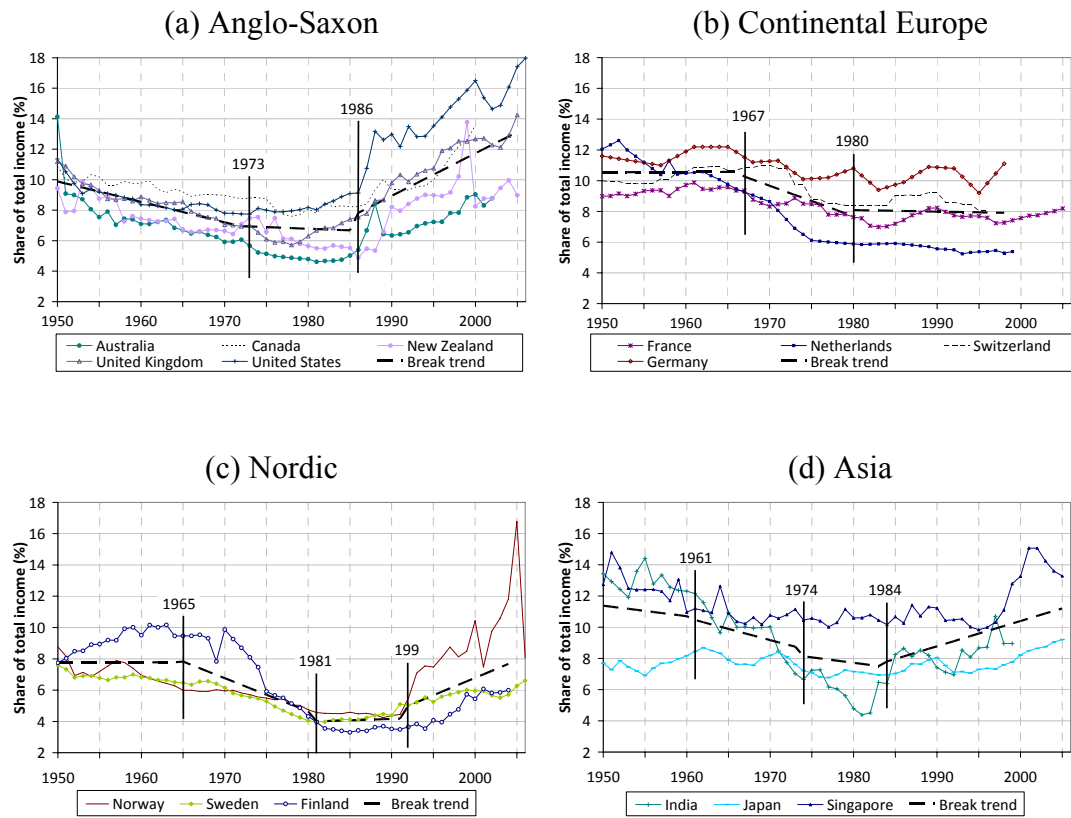 (a) Anglo-Saxon
Share of total income (%)
18
16
14
12
10
8
6
4
2
1973
1986
1950 1960 1970 1980 1990 2000
Australia Canada New Zealand
United Kingdom United States Break trend
(b) Continental Europe
Share of total income (%)
18
16
14
12
10
8
6
4
2
1967
1980
1950 1960 1970 1980 1990 2000
France Netherlands Switzerland
Germany Break trend
(c) Nordic
Share of total income (%)
18
16
14
12
10
8
6
4
2
1965
1981
199
1950 1960 1970 1980 1990 2000
Norway Sweden Finland Break trend
(d) Asia
Share of total income (%)
18
16
14
12
10
8
6
4
2
1961
1974
1984
1950 1960 1970 1980 1990 2000
India Japan Singapore Break trend